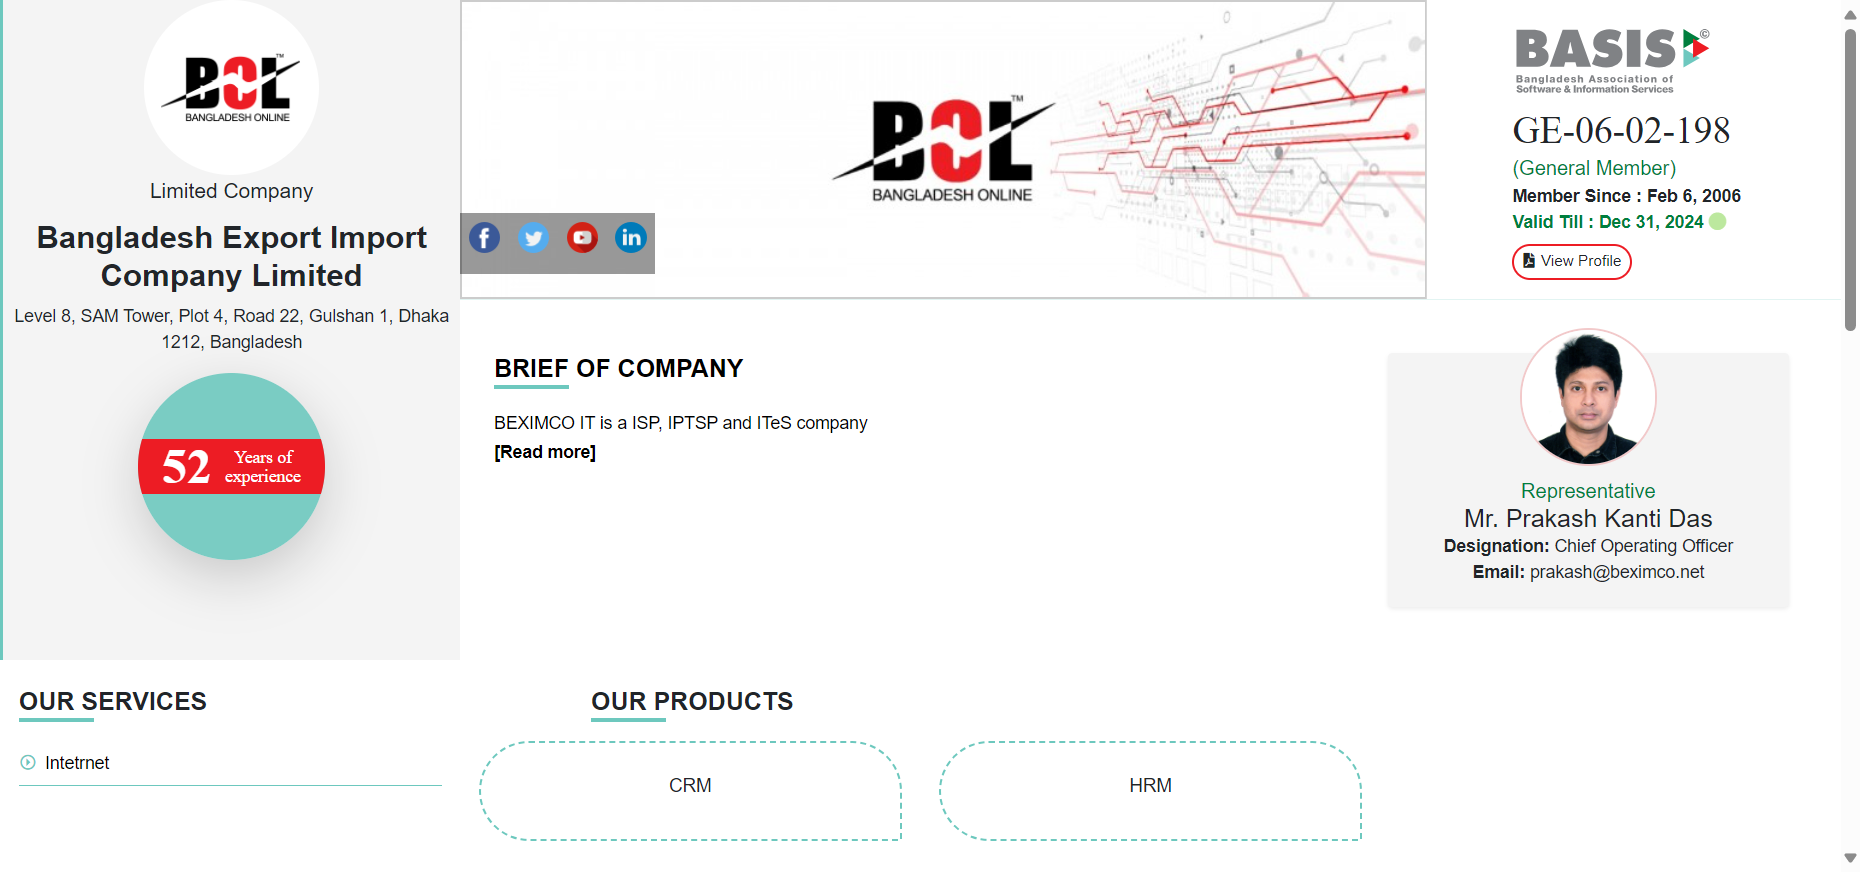 BOL™
BANGLADESH ONLINE
Limited Company
Bangladesh Export Import
Company Limited
Level 8, SAM Tower, Plot 4, Road 22, Gulshan 1, Dhaka
1212, Bangladesh
52 Years of
experience
BOL™
BANGLADESH ONLINE
BASIS©
Bangladesh Association of
Software & Information Services
GE-06-02-198
(General Member)
Member Since : Feb 6, 2006
Valid Till : Dec 31, 2024
View Profile
BRIEF OF COMPANY
BEXIMCO IT is a ISP, IPTSP and ITeS company
[Read more]
Representative
Mr. Prakash Kanti Das
Designation: Chief Operating Officer
Email: prakash@beximco.net
OUR SERVICES
Intetrnet
OUR PRODUCTS
CRM
HRM